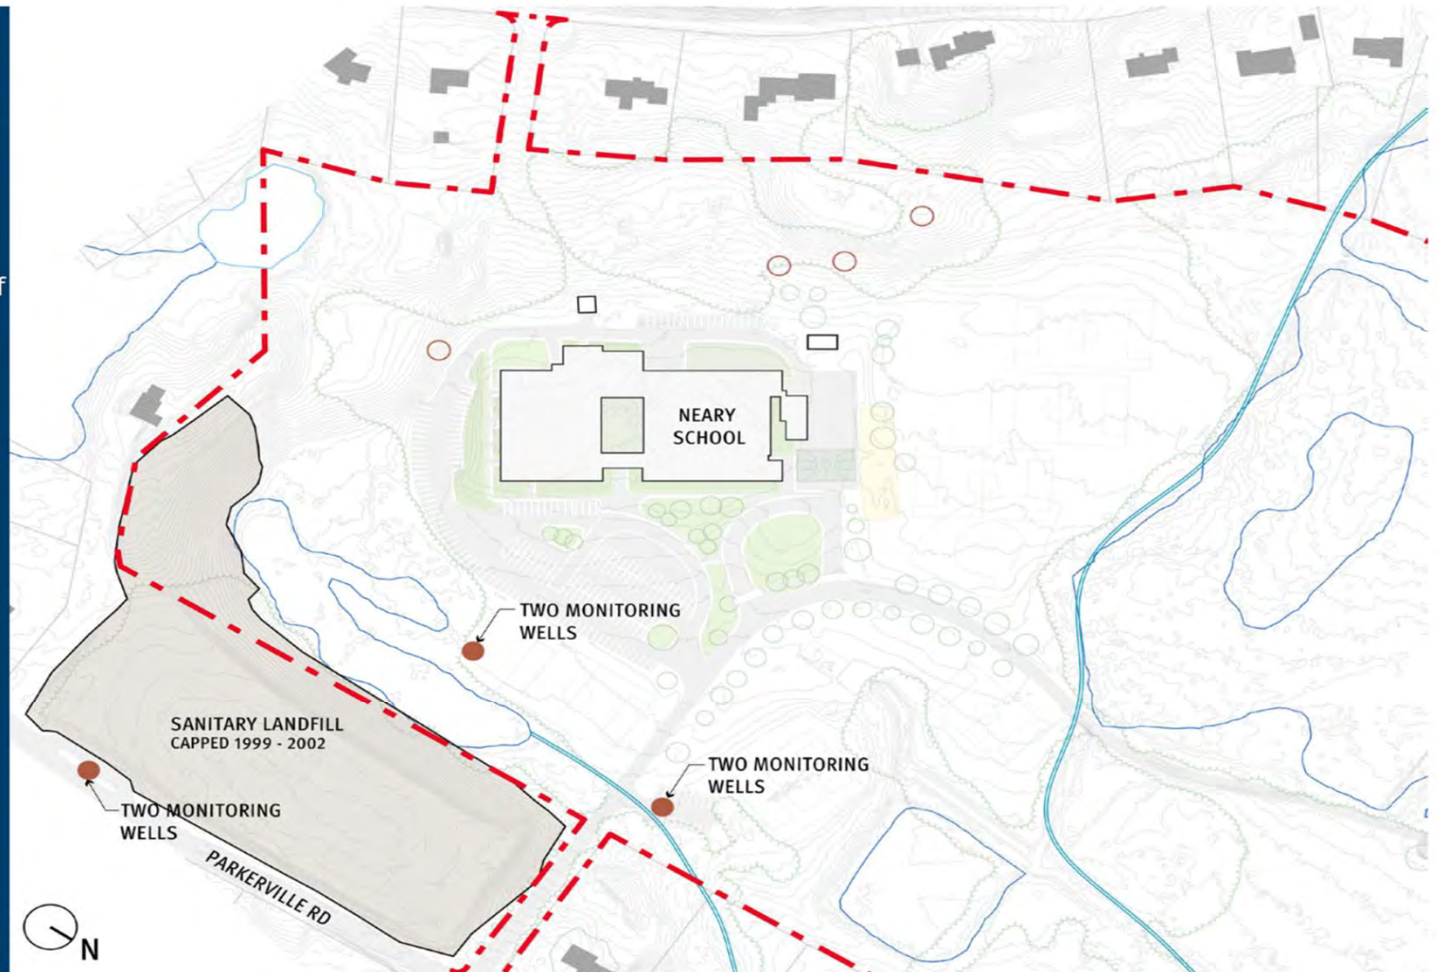 f
NEARY
SCHOOL
TWO MONITORING
WELLS
SANITARY LANDFILL
CAPPED 1999 - 2002
TWO MONITORING
WELLS
TWO MONITORING
WELLS
PARKERVILLE RD
N